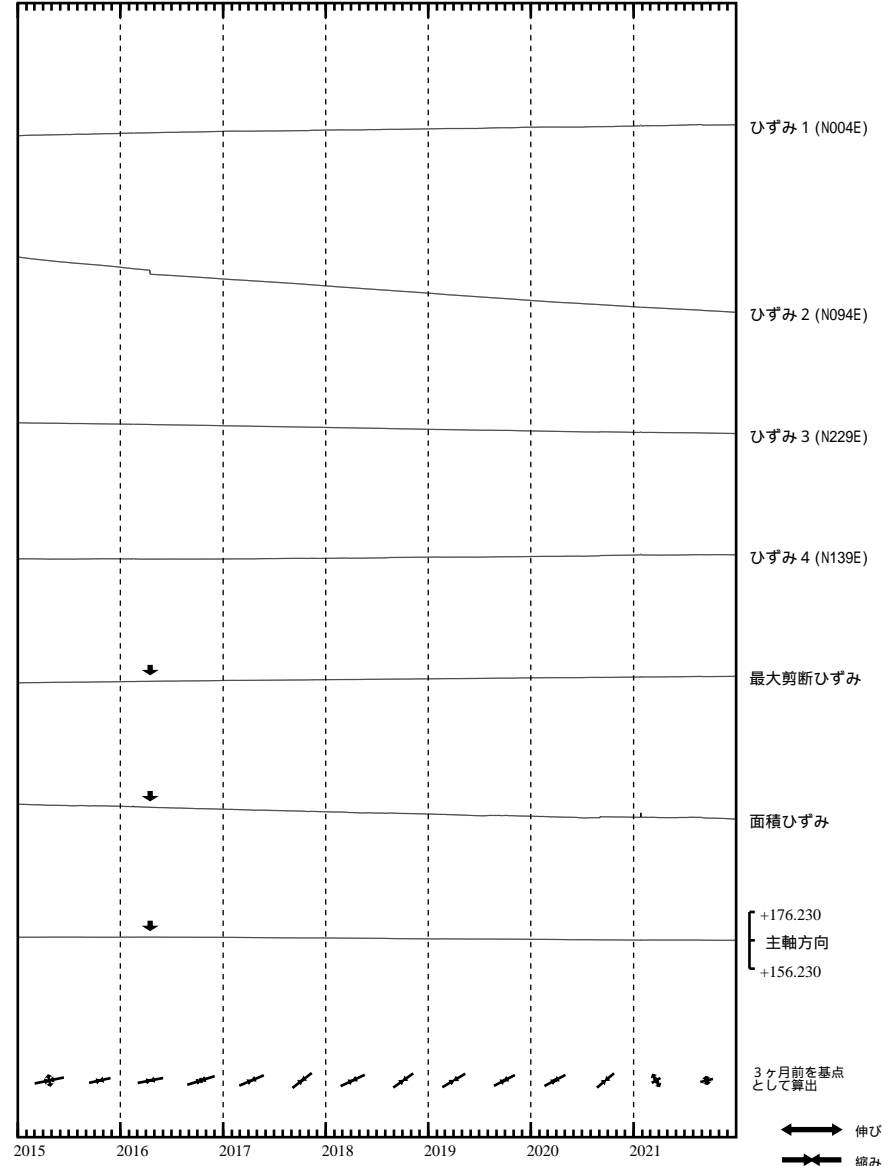 ひずみ 1 (N004E)
ひずみ 2 (N094E)
ひずみ 3 (N229E)
ひずみ 4 (N139E)
最大剪断ひずみ
面積ひずみ
+176.230
主軸方向
+156.230
3ヶ月前を基点
として算出
伸び
縮み
2015 2016 2017 2018 2019 2020 2021